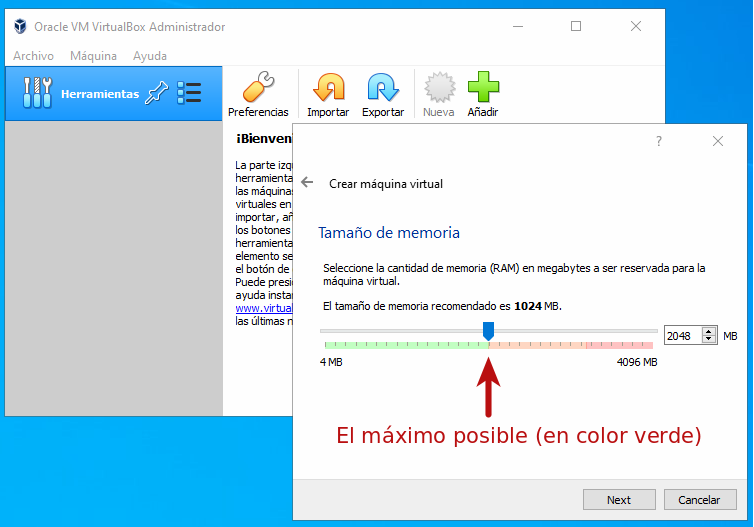 Oracle VM VirtualBox Administrador
Archivo Máquina Ayuda
Herramientas
Preferencias Importar Exportar Nueva Añadir
¡Bienveni
La parte izq
herramienta
las máquina
virtuales en
importar, añ
los botones
herramienta
elemento se
el botón de
Puede presi
ayuda insta
www.virtual
las últimas n
?
Crear máquina virtual
Tamaño de memoria
Seleccione la cantidad de memoria (RAM) en megabytes a ser reservada para la
máquina virtual.
El tamaño de memoria recomendado es 1024 MB.
2048 MB
4 MB 4096 MB
El máximo posible (en color verde)
Next Cancelar